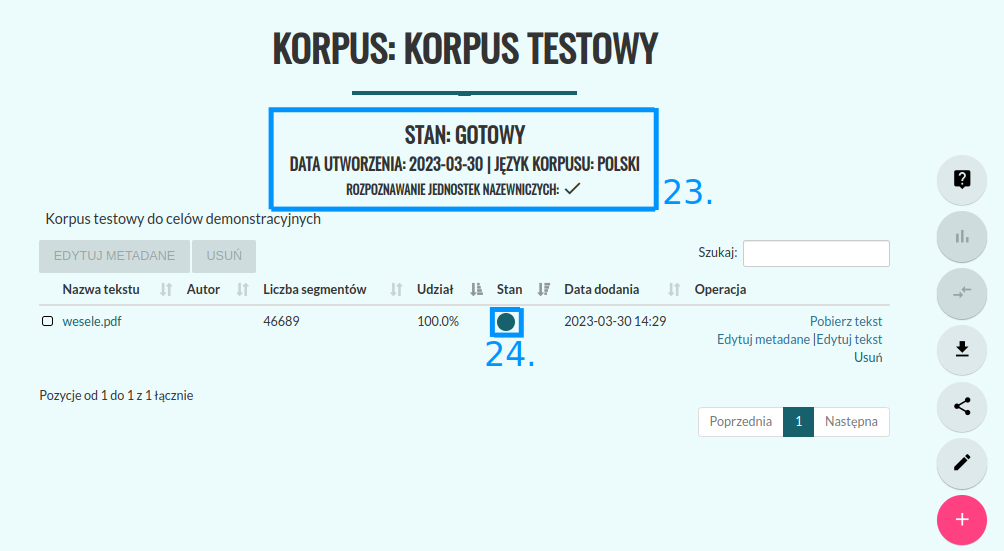 KORPUS: KORPUS TESTOWY
STAN: GOTOWY
DATA UTWORZENIA: 2023-03-30 | JĘZYK KORPUSU: POLSKI
ROZPOZNAWANIE JEDNOSTEK NAZEWNICZYCH: ✓
23.
Korpus testowy do celów demonstracyjnych
EDYTUJ METADANE USUŃ Szukaj:
Nazwa tekstu Autor Liczba segmentów Udział Stan Data dodania Operacja
wesele.pdf 46689 100.0% 2023-03-30 14:29 Pobierz tekst
Edytuj metadane |Edytuj tekst
Usuń
24.
Pozycje od 1 do 1 z 1 łącznie
Poprzednia 1 Następna